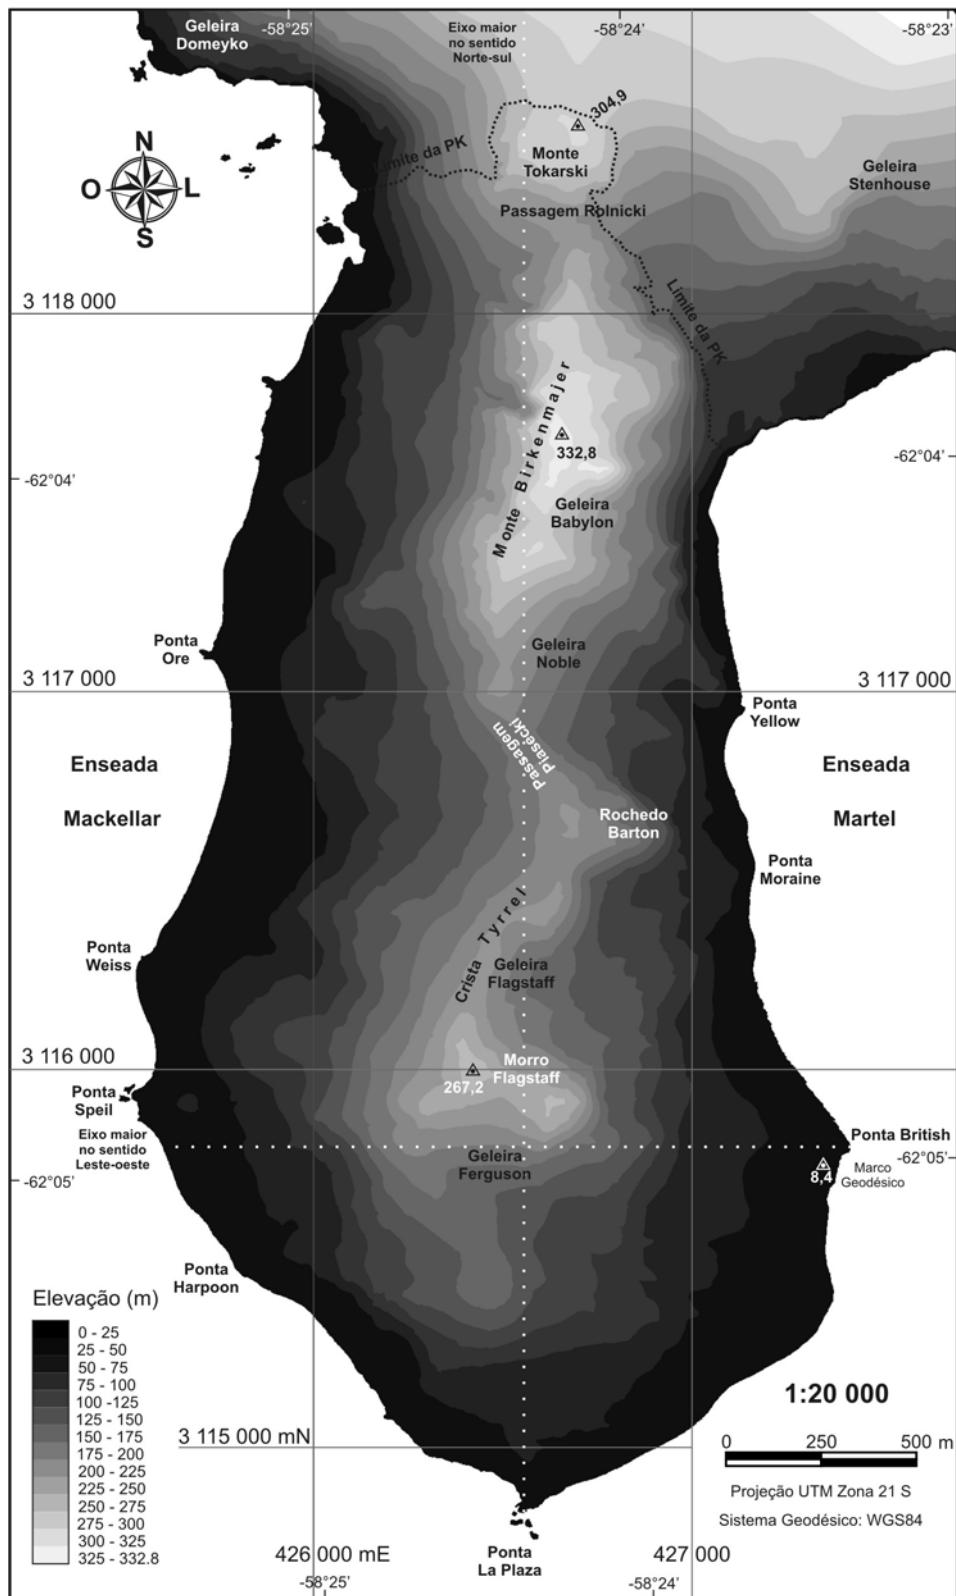 Geleira
Domeyko
-58°25'
Eixo maior
no sentido
Norte-sul
-58°24'
-58°23'
304,9
N
O
L
S
Limite da PK
Monte
Tokarski
Geleira
Stenhouse
Passagem Rolnicki
Limite da PK
3 118 000
Monte Birkenmajer
332,8
-62°04'
-62°04'
Geleira
Babylon
Ponta
Ore
Geleira
Noble
3 117 000
3 117 000
Ponta
Yellow
Passagem
Piasecki
Enseada
Mackellar
Enseada
Martel
Rochedo
Barton
Ponta
Moraine
Crista Tyrrel
Ponta
Weiss
Geleira
Flagstaff
3 116 000
Morro
Flagstaff
267,2
Ponta
Speil
Eixo maior
no sentido
Leste-oeste
Ponta British
-62°05'
8,4
Marco
Geodésico
Geleira
Ferguson
-62°05'
Ponta
Harpoon
Elevação (m)
0 - 25
25 - 50
50 - 75
75 - 100
100 -125
125 - 150
150 - 175
175 - 200
200 - 225
225 - 250
250 - 275
275 - 300
300 - 325
325 - 332.8
1:20 000
0 250 500 m
Projeção UTM Zona 21 S
Sistema Geodésico: WGS84
3 115 000 mN
426 000 mE
427 000
Ponta
La Plaza
-58°25'
-58°24'